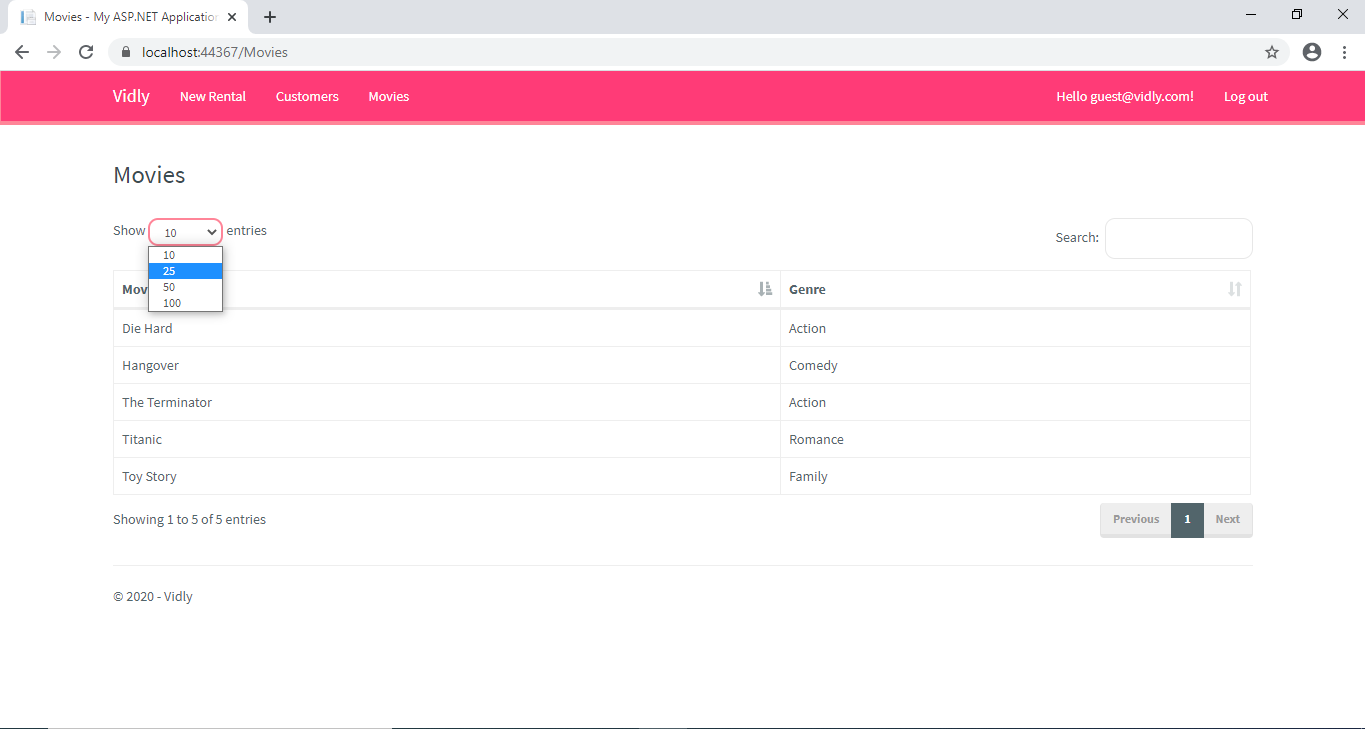 Movies - My ASP.NET Application
localhost:44367/Movies
Vidly New Rental Customers Movies Hello guest@vidly.com! Log out
Movies
Show 10 entries Search:
10
25
50
100
Mov Genre
Die Hard Action
Hangover Comedy
The Terminator Action
Titanic Romance
Toy Story Family
Showing 1 to 5 of 5 entries Previous 1 Next
© 2020 - Vidly